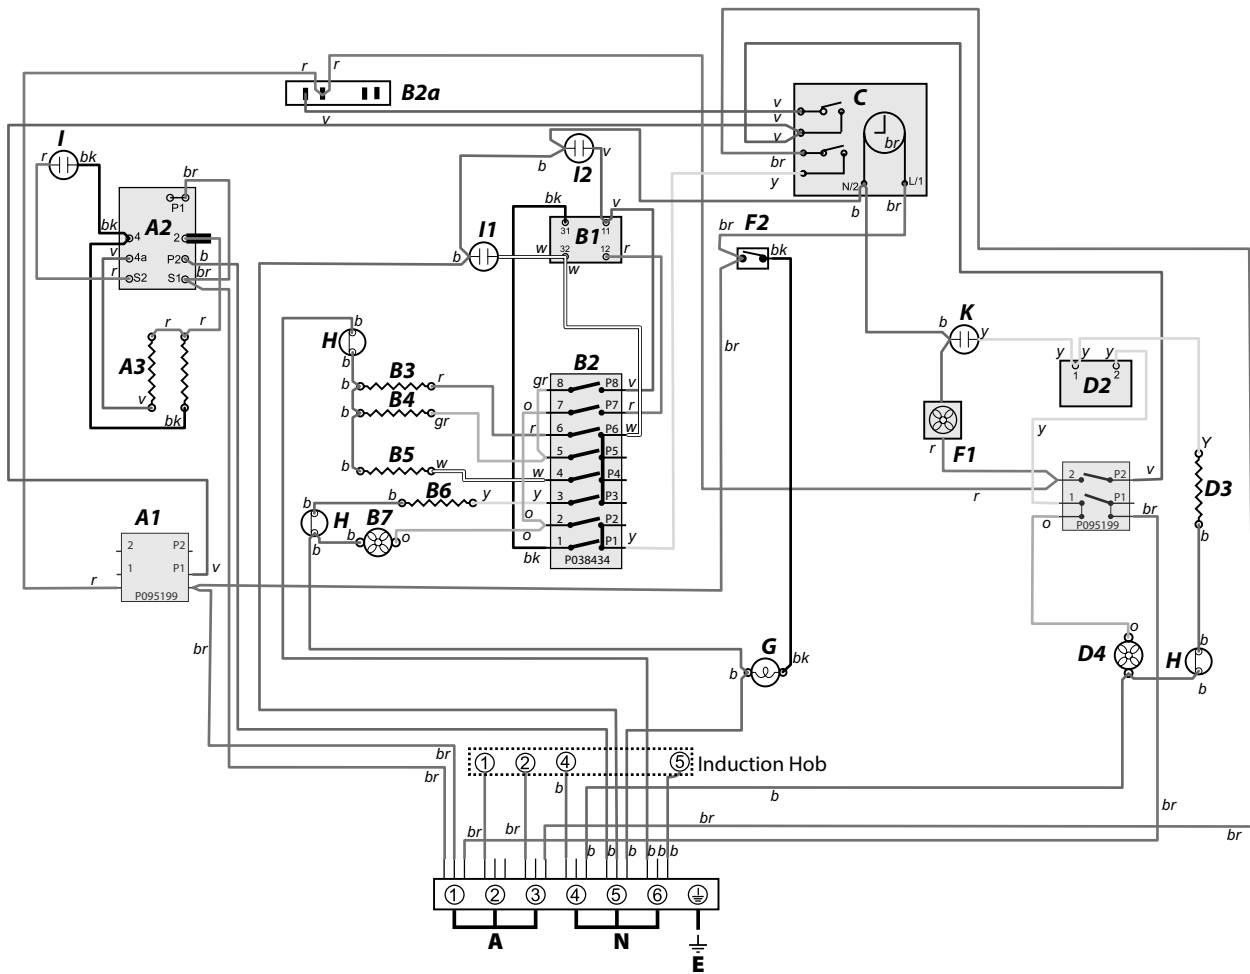 r
r
B2a
v
I
r
bk
br
P1
A2
bk
4
2
v
4a
P2
b
r
S2
S1
br
r
r
A3
v
bk
b
I2
v
bk
v
31
11
B1
I1
w
b
32
12
r
w
C
v
v
v
br
br
y
N/2
L/1
b
br
br
F2
bk
br
K
b
y
y
y
y
1
2
D2
y
F1
r
b
H
b
b
B3
r
b
B4
gr
b
B5
w
b
B6
y
b
H
B7
b
o
b
B2
gr
8
P8
v
o
7
P7
r
r
6
P6
w
5
P5
w
4
P4
y
3
P3
o
2
P2
o
1
P1
y
bk
P038434
r
2
P2
v
1
P1
o
br
P095199
Y
D3
b
A1
2
P2
1
P1
v
r
P095199
br
G
b
bk
o
D4
b
H
b
br
br
1
2
4
5
Induction Hob
b
b
br
br
br
br
br
b
b
b
b
b
b
1
2
3
4
5
6
A
N
E